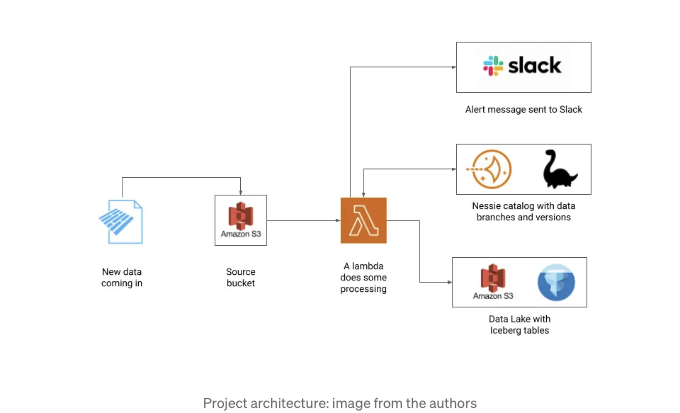 slack
Alert message sent to Slack
Nessie catalog with data
branches and versions
Amazon S3
New data
coming in
Source
bucket
A lambda
does some
processing
Amazon S3
Data Lake with
Iceberg tables
Project architecture: image from the authors